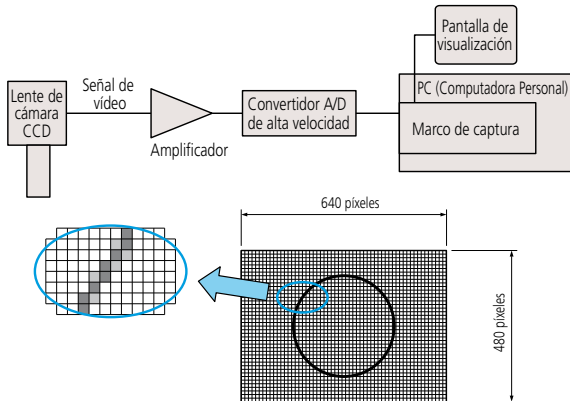 Pantalla de
visualización
PC (Computadora Personal)
Lente de
cámara
CCD
Señal de
vídeo
Amplificador
Convertidor A/D
de alta velocidad
Marco de captura
640 píxeles
480 píxeles